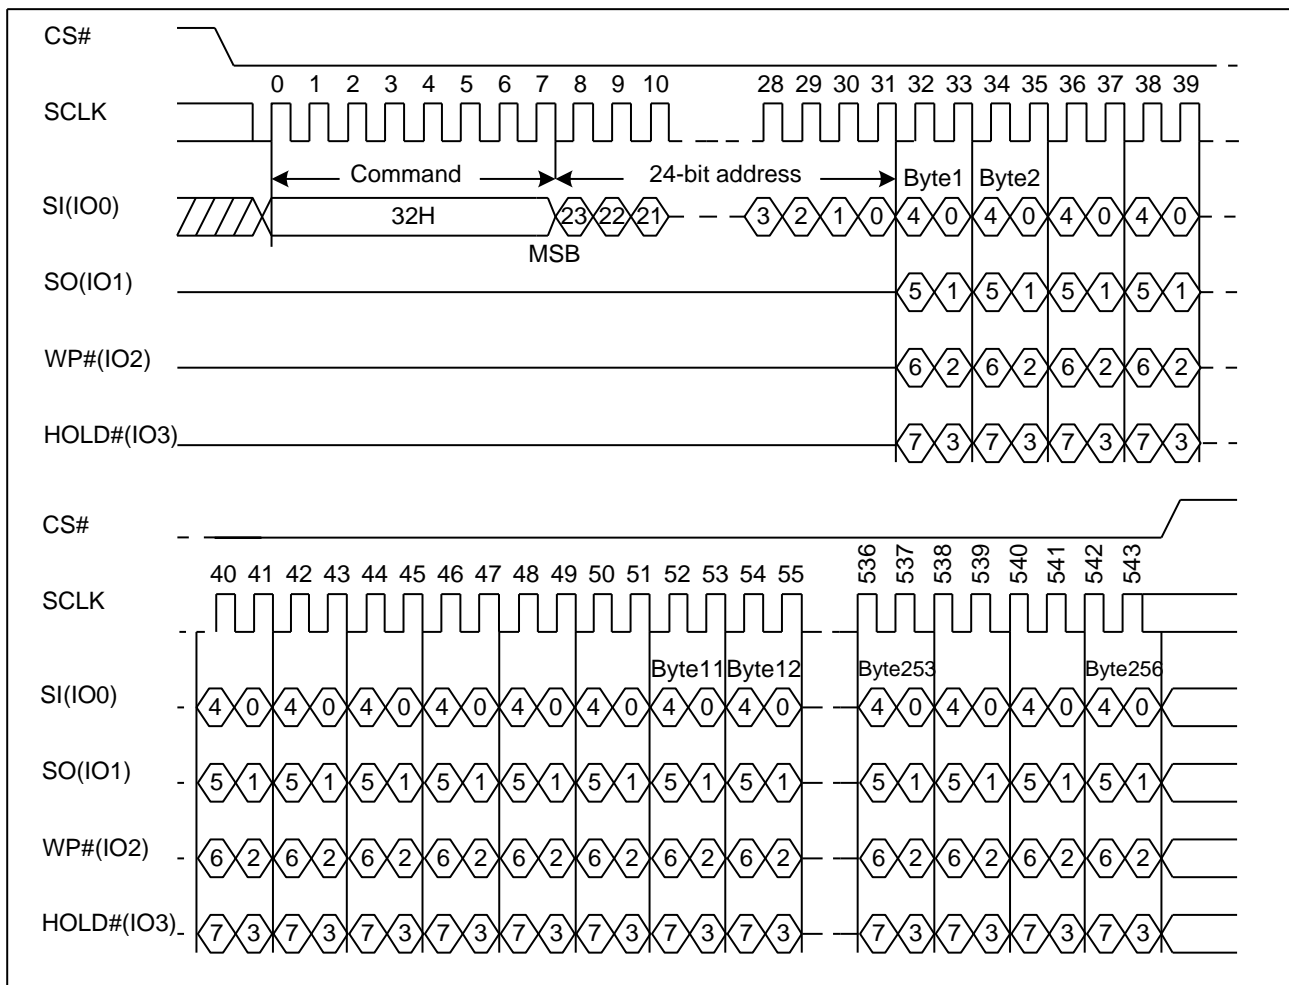 CS#
0 1 2 3 4 5 6 7 8 9 10 28 29 30 31 32 33 34 35 36 37 38 39
SCLK
Command 24-bit address Byte1 Byte2
SI(IO0) 32H 23 22 21 3 2 1 0 4 0 4 0 4 0 4 0
MSB
SO(IO1) 5 1 5 1 5 1 5 1
WP#(IO2) 6 2 6 2 6 2 6 2
HOLD#(IO3) 7 3 7 3 7 3 7 3
CS#
40 41 42 43 44 45 46 47 48 49 50 51 52 53 54 55 536 537 538 539 540 541 542 543
SCLK
Byte11 Byte12 Byte253 Byte256
SI(IO0) 4 0 4 0 4 0 4 0 4 0 4 0 4 0 4 0 4 0 4 0 4 0 4 0
SO(IO1) 5 1 5 1 5 1 5 1 5 1 5 1 5 1 5 1 5 1 5 1 5 1 5 1
WP#(IO2) 6 2 6 2 6 2 6 2 6 2 6 2 6 2 6 2 6 2 6 2 6 2 6 2
HOLD#(IO3) 7 3 7 3 7 3 7 3 7 3 7 3 7 3 7 3 7 3 7 3 7 3 7 3